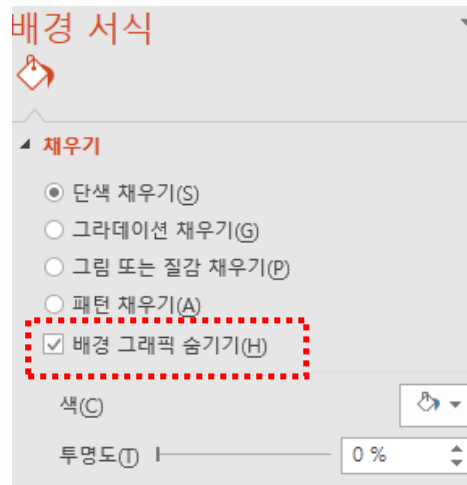 배경 서식
채우기
단색 채우기(S)
그라데이션 채우기(G)
그림 또는 질감 채우기(P)
패턴 채우기(A)
배경 그래픽 숨기기(H)
색(C)
투명도(T) 0 %